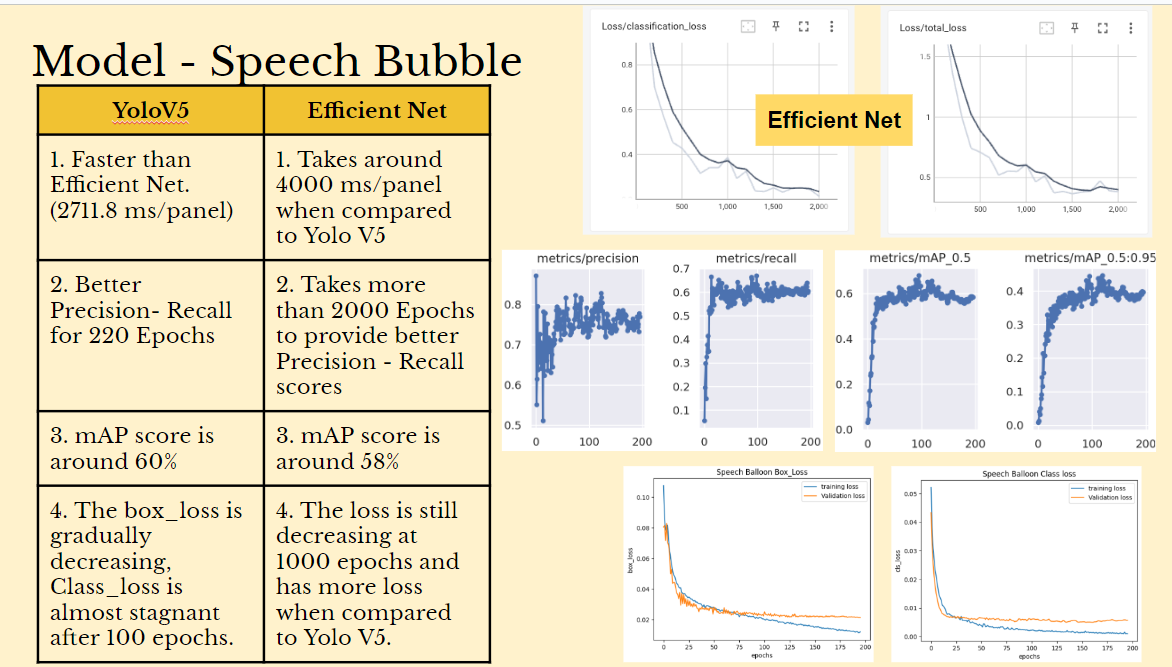 Model - Speech Bubble
YoloV5
Efficient Net
1. Faster than
Efficient Net.
(2711.8 ms/panel)
1. Takes around
4000 ms/panel
when compared
to Yolo V5
2. Better
Precision- Recall
for 220 Epochs
2. Takes more
than 2000 Epochs
to provide better
Precision - Recall
scores
3. mAP score is
around 60%
3. mAP score is
around 58%
4. The box_loss is
gradually
decreasing,
Class_loss is
almost stagnant
after 100 epochs.
4. The loss is still
decreasing at
1000 epochs and
has more loss
when compared
to Yolo V5.
Loss/classification_loss
0.8
0.6
0.4
500 1,000 1,500 2,000
Loss/total_loss
1.5
1
0.5
500 1,000 1,500 2,000
Efficient Net
metrics/precision
0.8
0.7
0.6
0.5
0 100 200
metrics/recall
0.7
0.6
0.5
0.4
0.3
0.2
0.1
0 100 200
metrics/mAP_0.5
0.6
0.4
0.2
0.0
0 100 200
metrics/mAP_0.5:0.95
0.4
0.3
0.2
0.1
0.0
0 100 200
Speech Balloon Box_Loss
training loss
Validation loss
0.10
0.08
0.06
0.04
0.02
box_loss
0 25 50 75 100 125 150 175 200
epochs
Speech Balloon Class loss
training loss
Validation loss
0.05
0.04
0.03
0.02
0.01
0.00
cls_loss
0 25 50 75 100 125 150 175 200
epochs